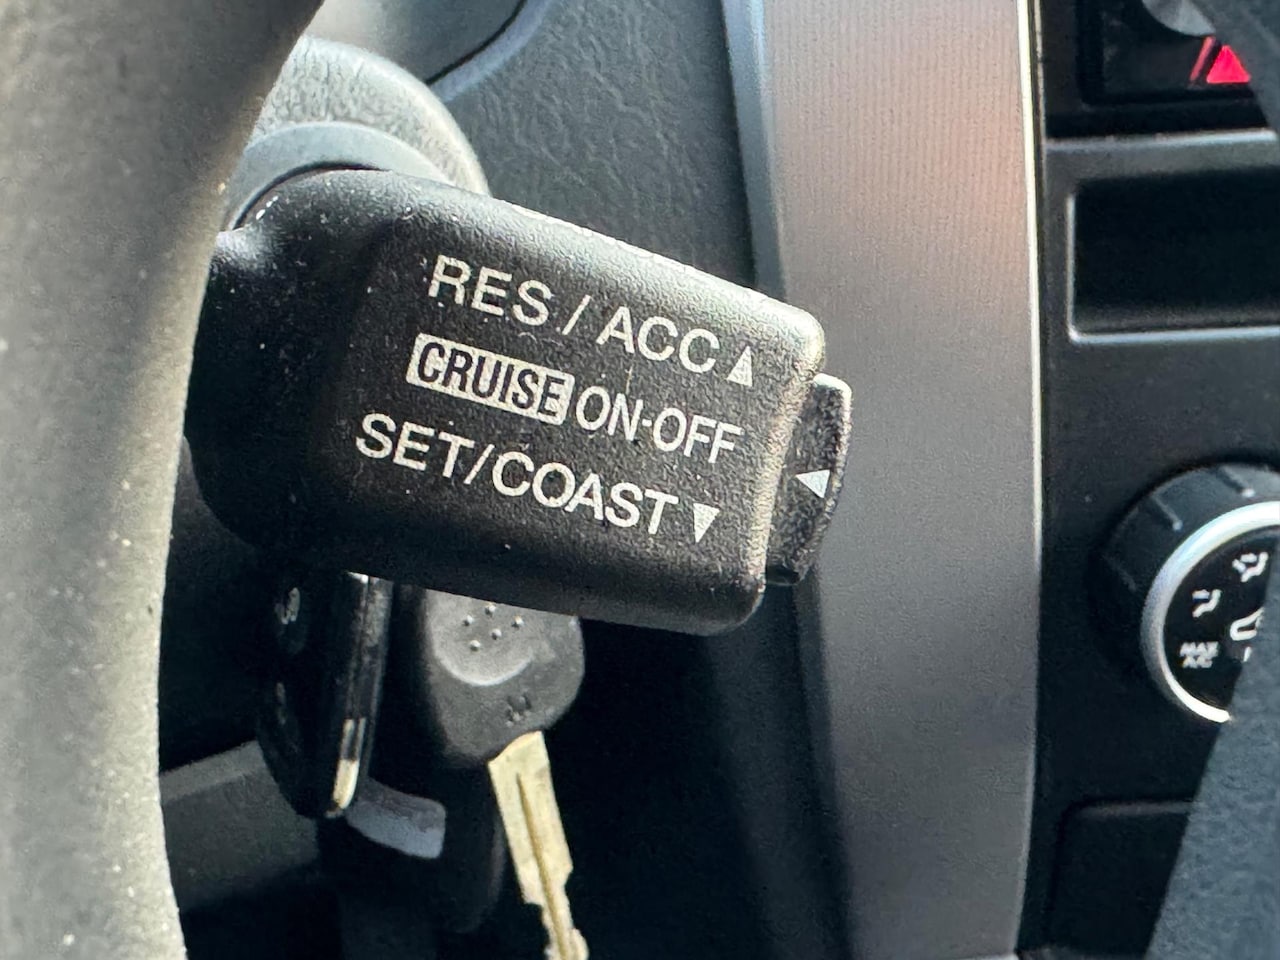 RES / ACC▲
CRUISE ON-OFF
SET/COAST▼
MAX
A/C